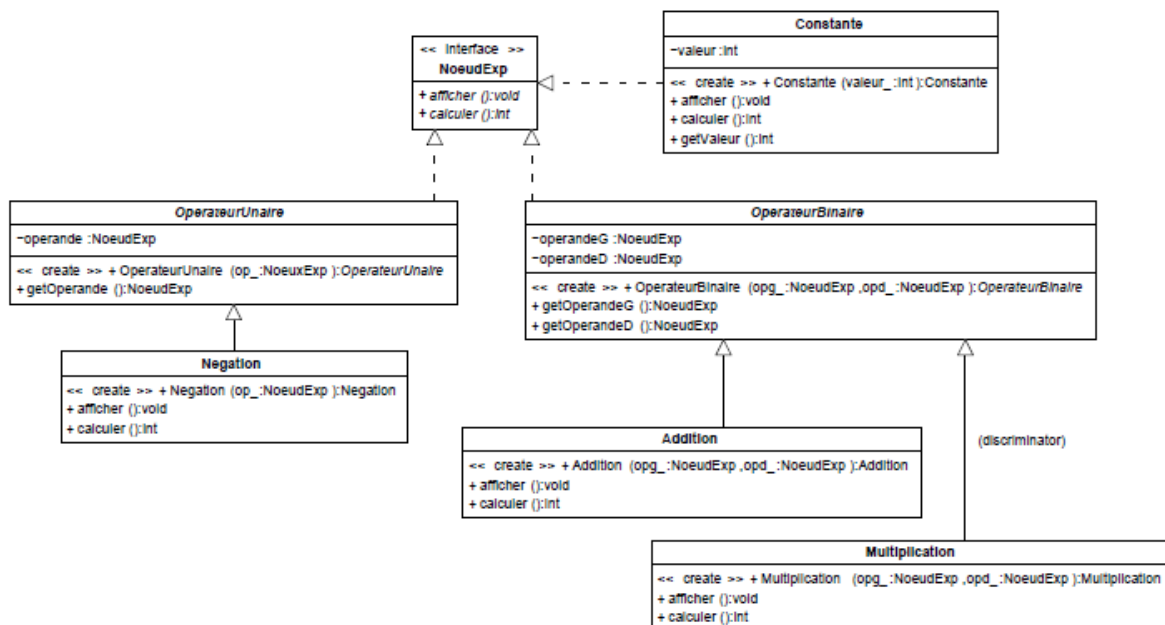 Constante
−valeur :int
<< create >> + Constante (valeur_ :int ):Constante
+ afficher ():void
+ calculer ():int
+ getValeur ():int
<< interface >>
NoeudExp
+ afficher ():void
+ calculer ():int
OperateurUnaire
−operande :NoeudExp
<< create >> + OperateurUnaire (op_ :NoeuxExp ):OperateurUnaire
+ getOperande ():NoeudExp
OperateurBinaire
−operandeG :NoeudExp
−operandeD :NoeudExp
<< create >> + OperateurBinaire (opg_ :NoeudExp ,opd_ :NoeudExp ):OperateurBinaire
+ getOperandeG ():NoeudExp
+ getOperandeD ():NoeudExp
Negation
<< create >> + Negation (op_ :NoeudExp ):Negation
+ afficher ():void
+ calculer ():int
Addition
<< create >> + Addition (opg_ :NoeudExp ,opd_ :NoeudExp ):Addition
+ afficher ():void
+ calculer ():int
(discriminator)
Multiplication
<< create >> + Multiplication (opg_ :NoeudExp ,opd_ :NoeudExp ):Multiplication
+ afficher ():void
+ calculer ():int